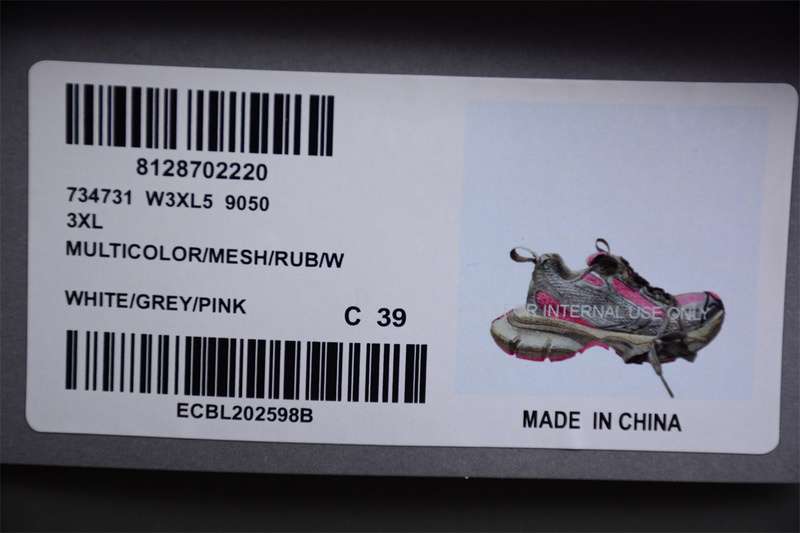 8128702220
734731 W3XL5 9050
3XL
MULTICOLOR/MESH/RUB/W
WHITE/GREY/PINK
C 39
ECBL202598B
R INTERNAL USE ONLY
MADE IN CHINA